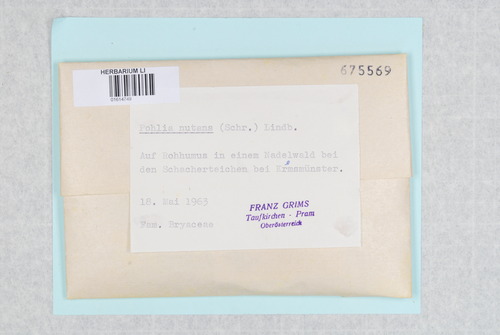 HERBARIUM LI
675569
Pohlia nutans (Schr.) Lindb.
Auf Rohhumus in einem Nadelwald bei
den Schacherteichen bei Kremsmünster.
18. Mai 1963
Fam. Bryaceae
FRANZ GRIMS
Taufkirchen - Pram
Oberösterreich